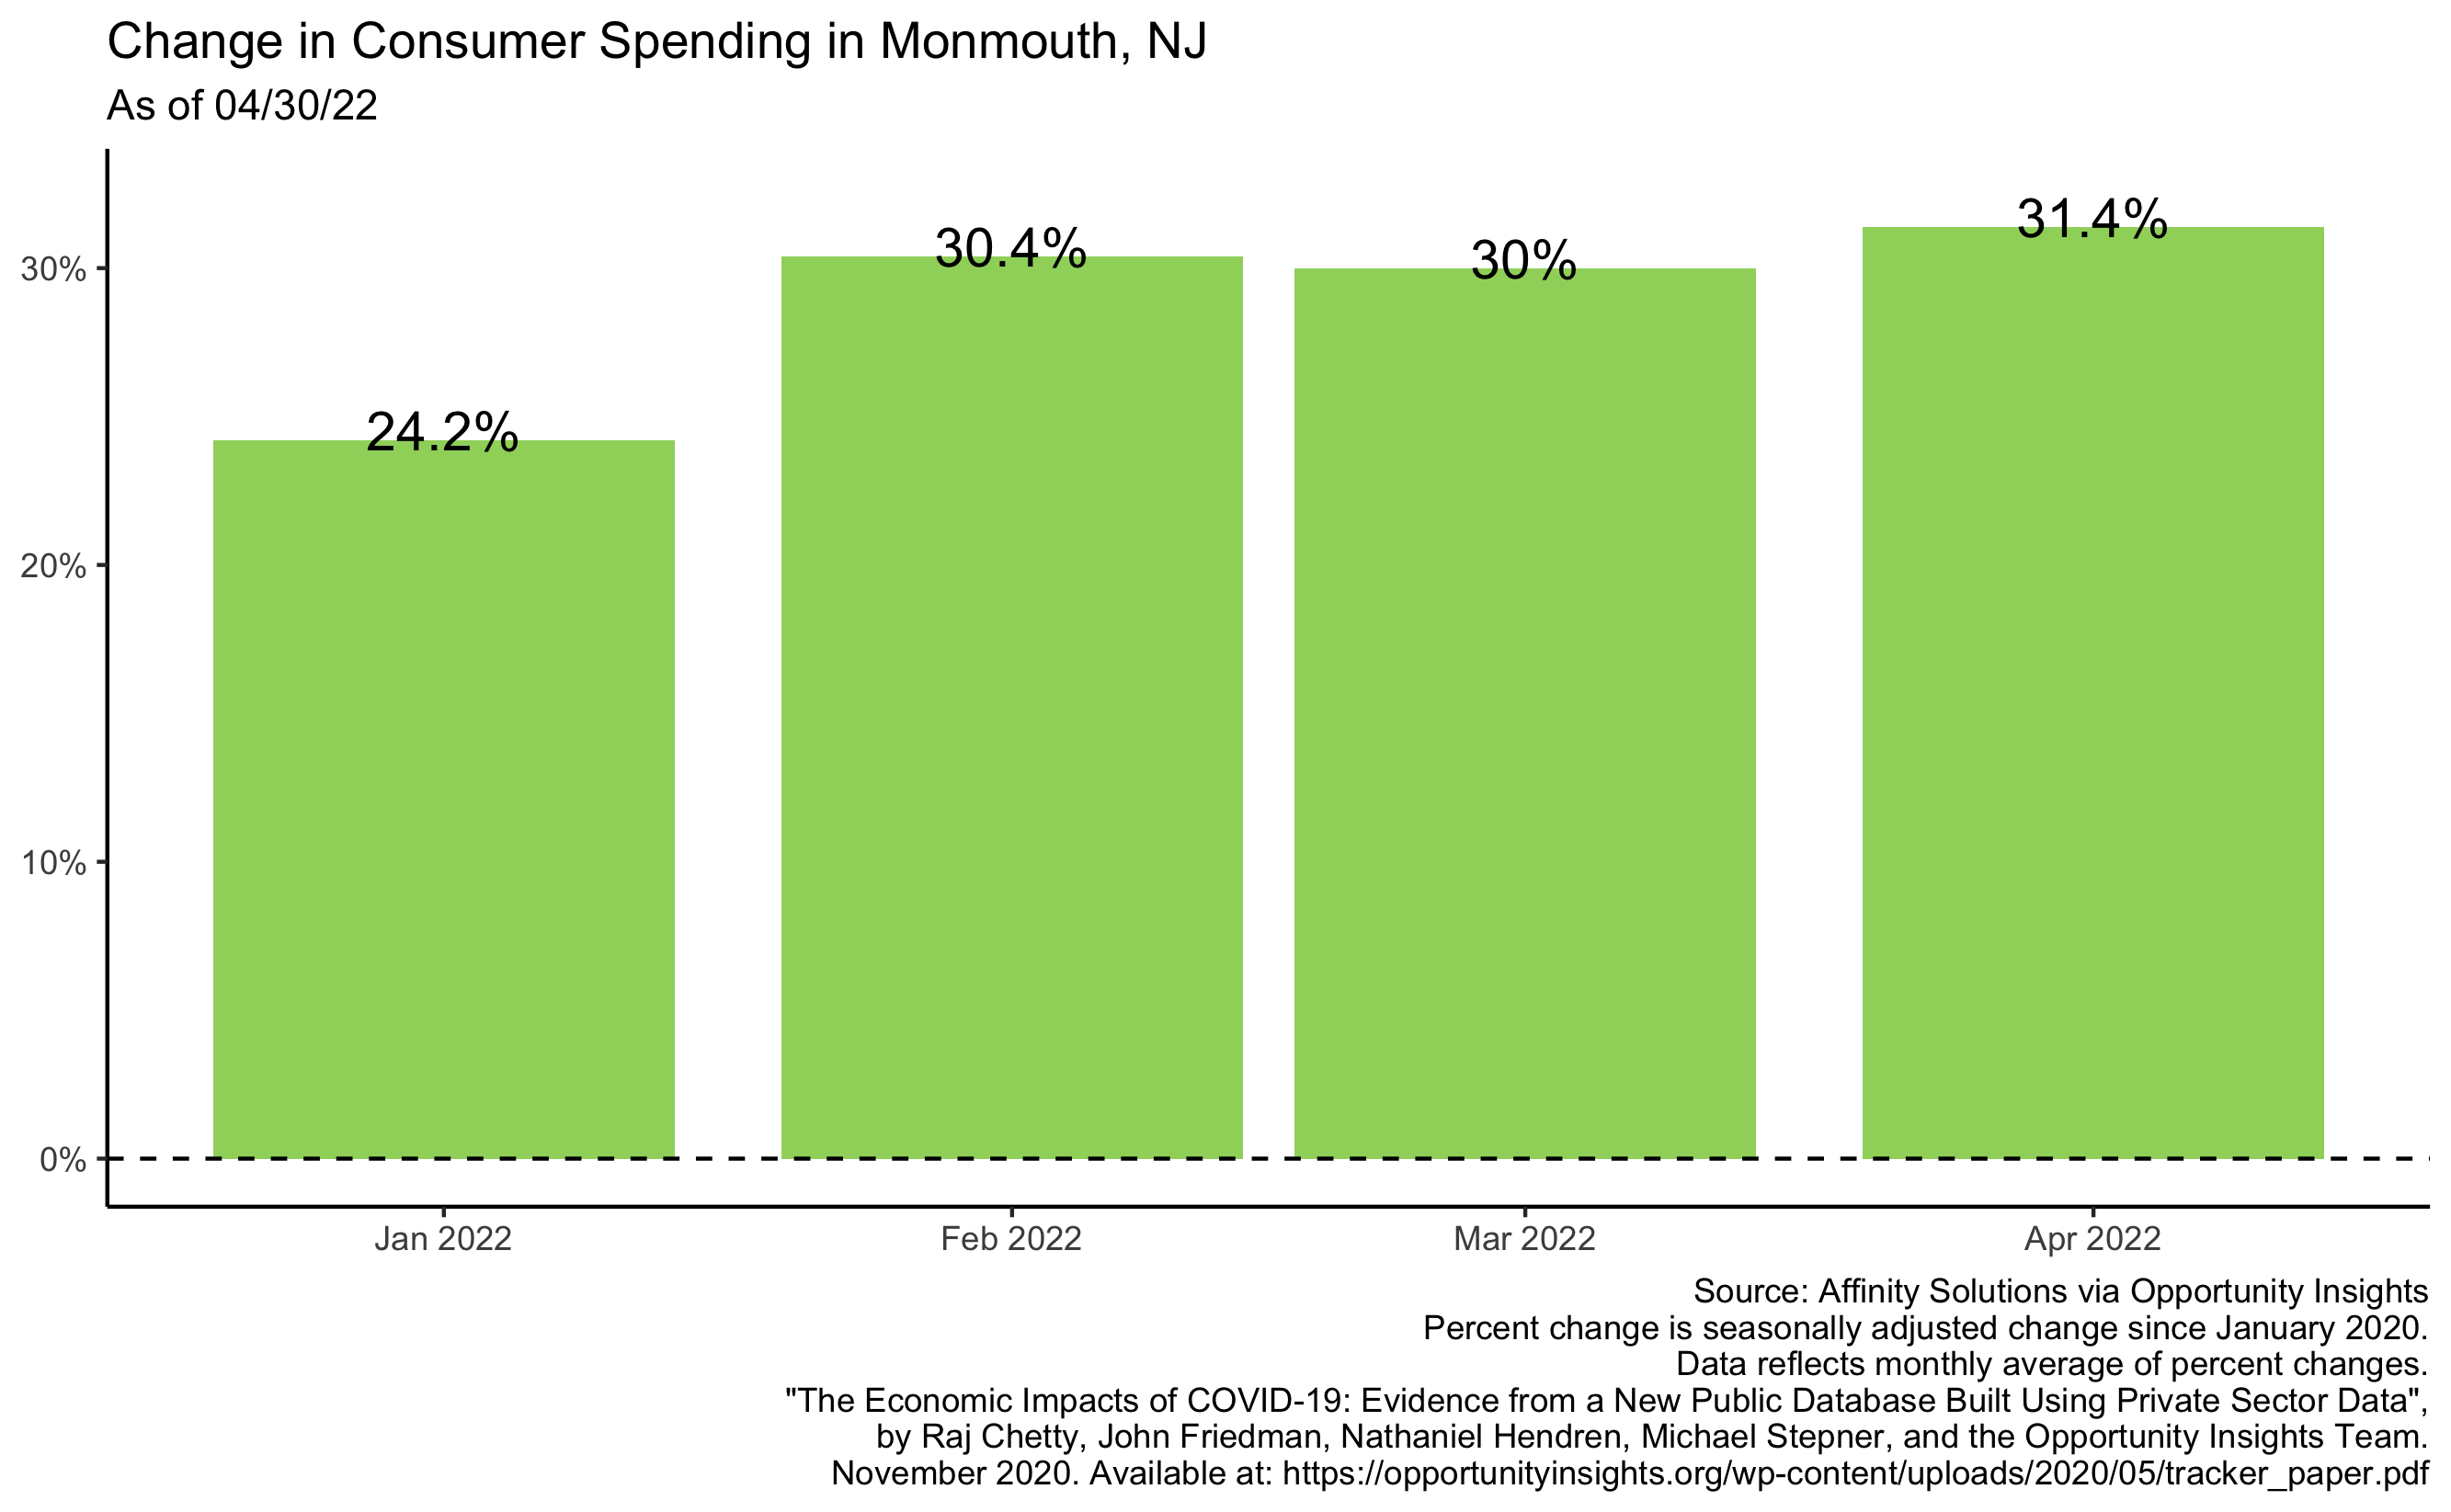 Change in Consumer Spending in Monmouth, NJ
As of 04/30/22
31.4%
30.4%
30%
24.2%
30%
20%
10%
0%
Jan 2022 Feb 2022 Mar 2022 Apr 2022
Source: Affinity Solutions via Opportunity Insights
Percent change is seasonally adjusted change since January 2020.
Data reflects monthly average of percent changes.
"The Economic Impacts of COVID-19: Evidence from a New Public Database Built Using Private Sector Data",
by Raj Chetty, John Friedman, Nathaniel Hendren, Michael Stepner, and the Opportunity Insights Team.
November 2020. Available at: https://opportunityinsights.org/wp-content/uploads/2020/05/tracker_paper.pdf